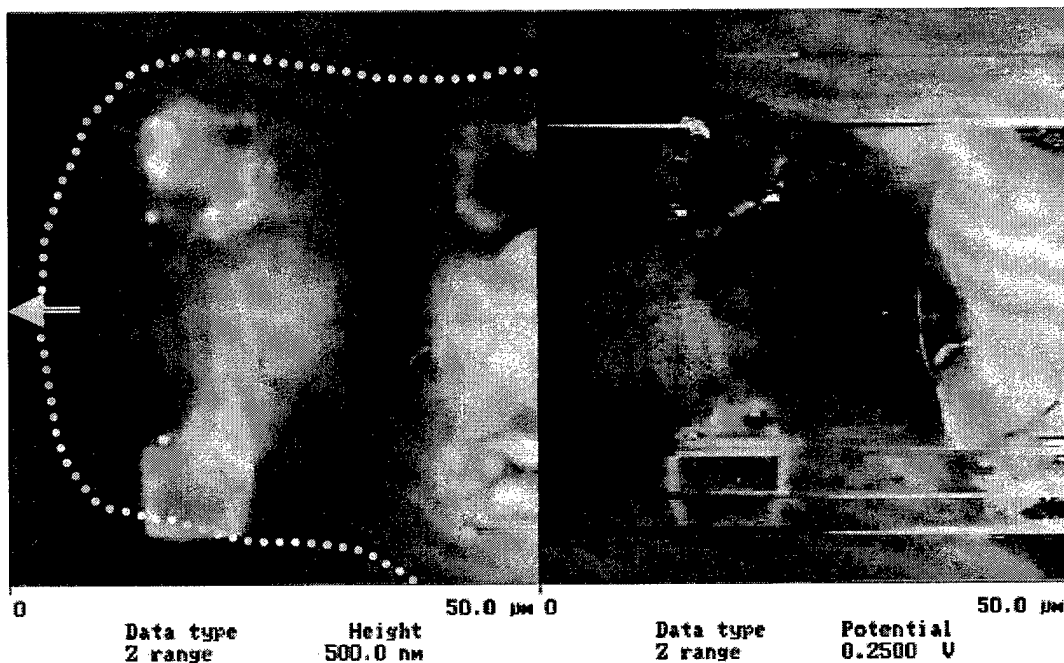 0 50.0 μm 0 50.0 μm
Data type Height Data type Potential
Z range 500.0 nm Z range 0.2500 V